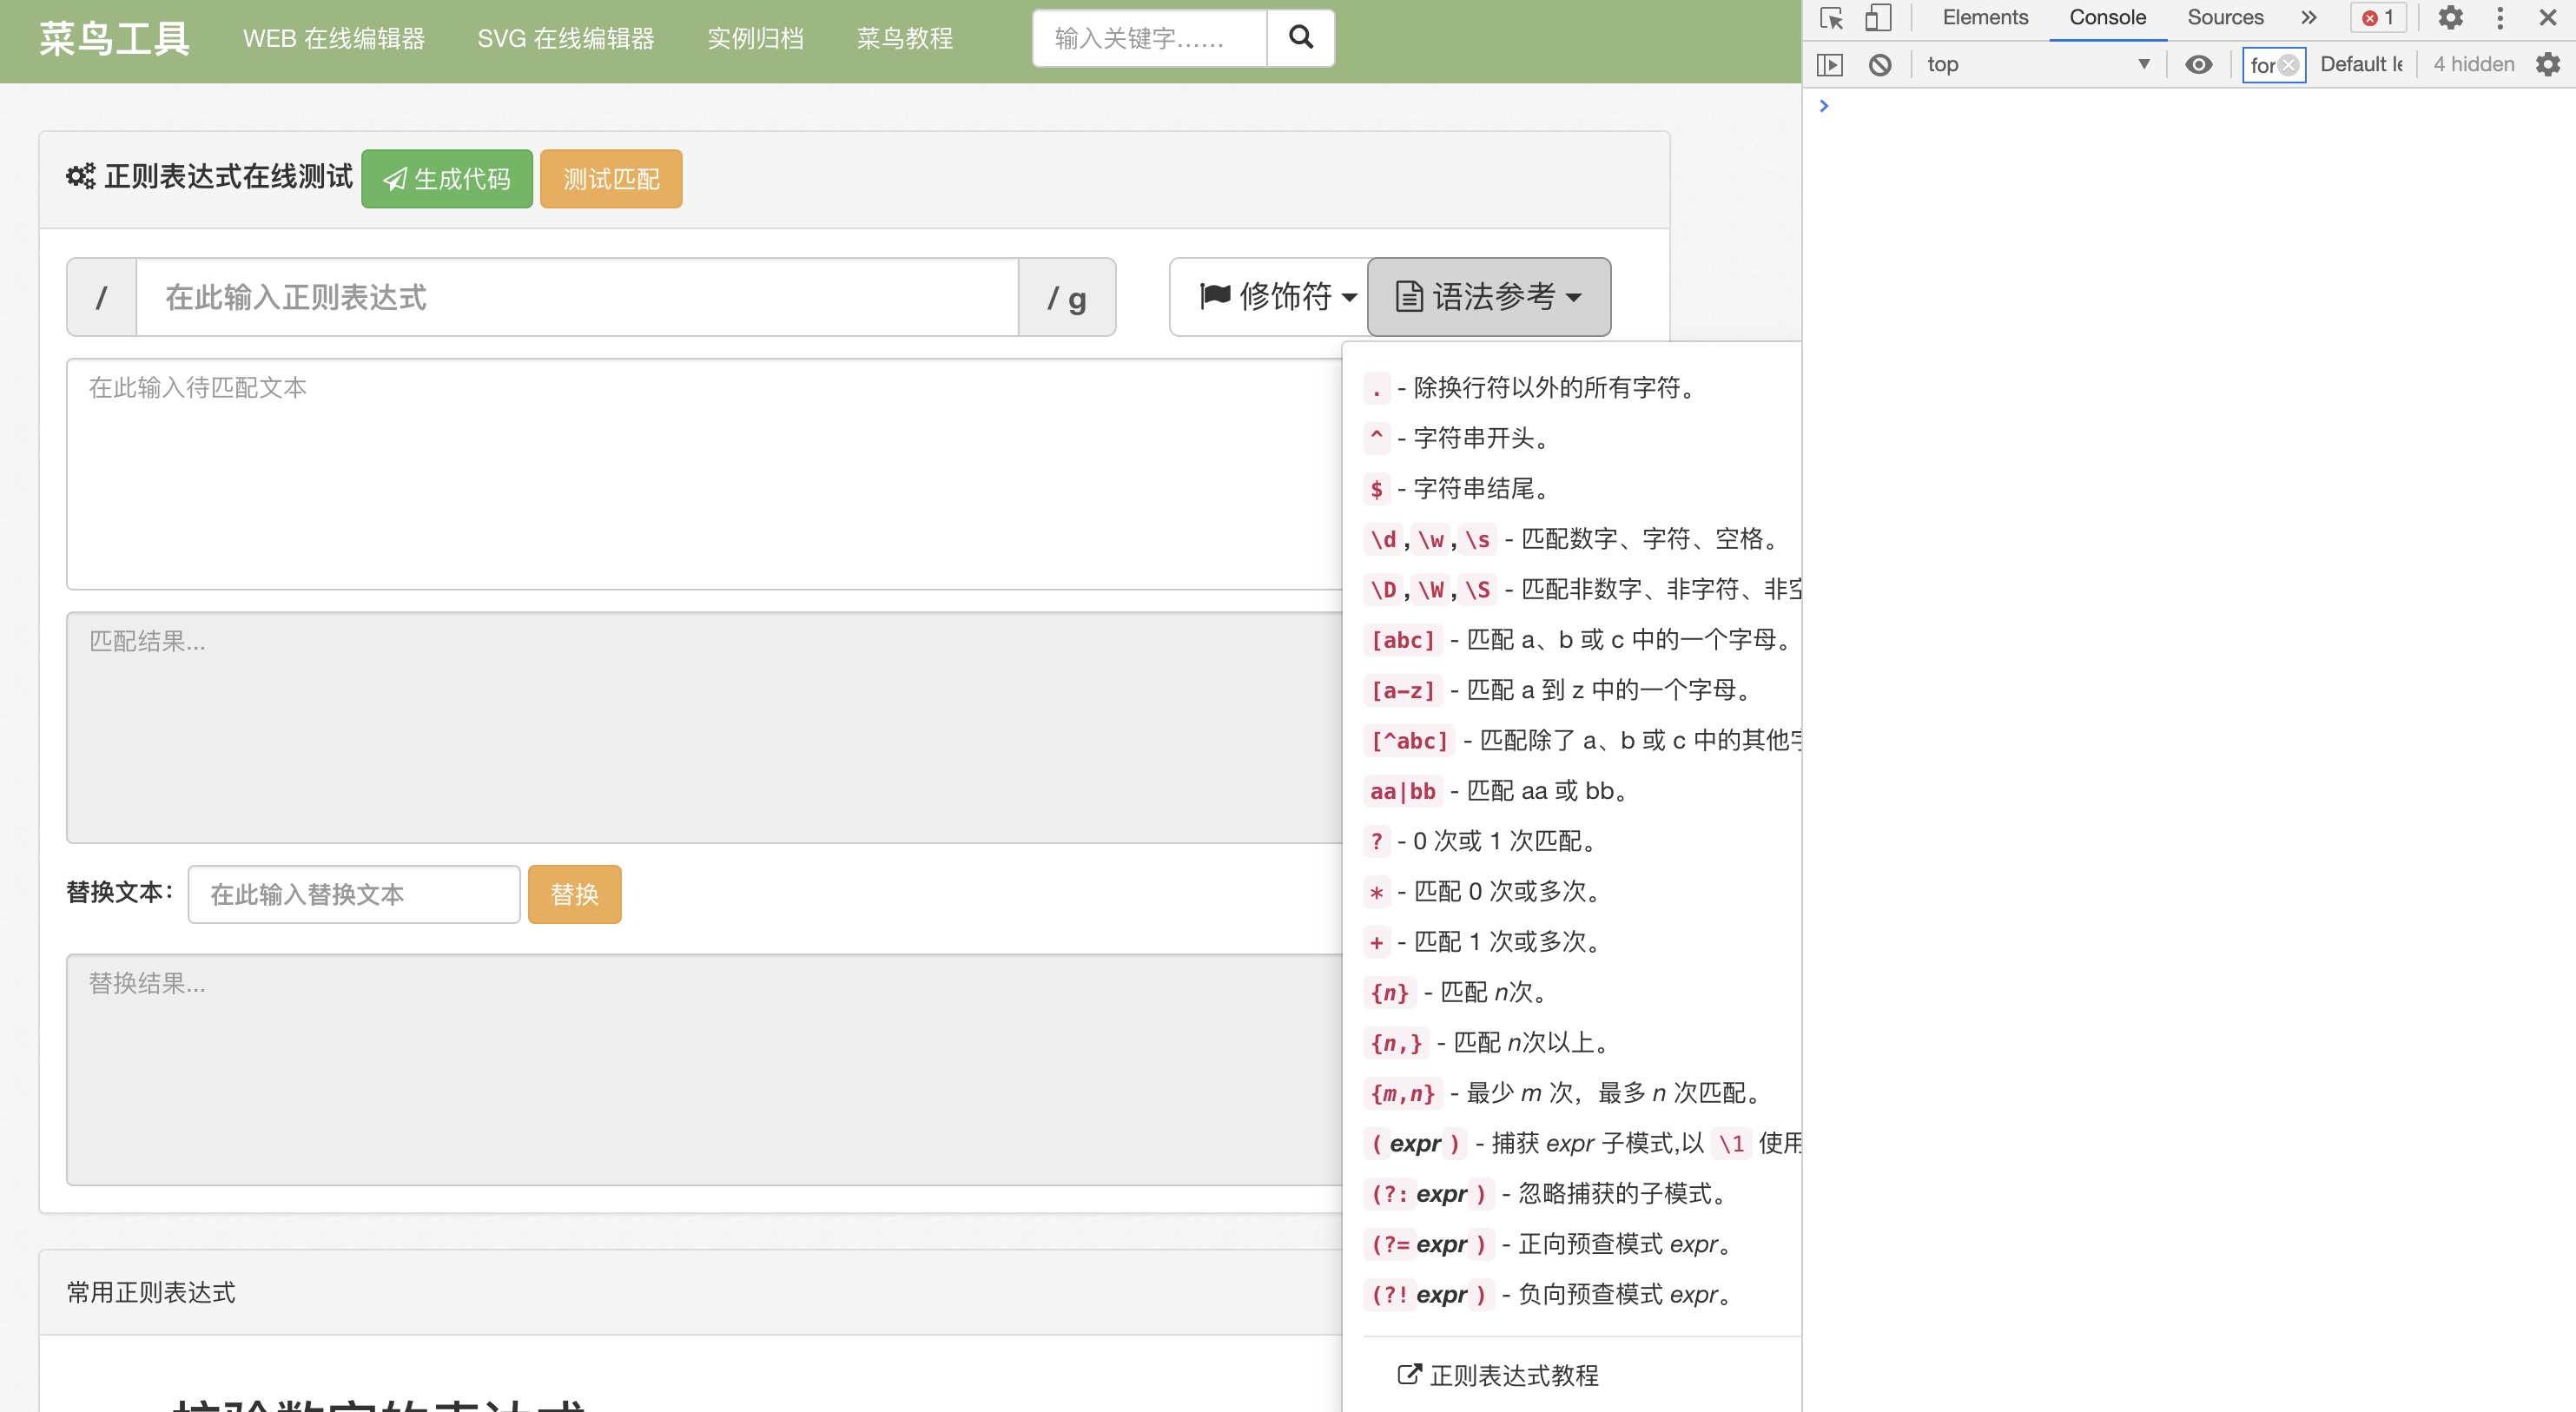 菜鸟工具 WEB 在线编辑器 SVG 在线编辑器 实例归档 菜鸟教程 输入关键字......
正则表达式在线测试 生成代码 测试匹配
/ 在此输入正则表达式 / g 修饰符 语法参考
在此输入待匹配文本
匹配结果...
替换文本： 在此输入替换文本 替换
替换结果...
常用正则表达式
. - 除换行符以外的所有字符。
^ - 字符串开头。
$ - 字符串结尾。
\d,\w,\s - 匹配数字、字符、空格。
\D,\W,\S - 匹配非数字、非字符、非空
[abc] - 匹配 a、b 或 c 中的一个字母。
[a-z] - 匹配 a 到 z 中的一个字母。
[^abc] - 匹配除了 a、b 或 c 中的其他字
aa|bb - 匹配 aa 或 bb。
? - 0 次或 1 次匹配。
* - 匹配 0 次或多次。
+ - 匹配 1 次或多次。
{n} - 匹配 n次。
{n,} - 匹配 n次以上。
{m,n} - 最少 m 次，最多 n 次匹配。
(expr) - 捕获 expr 子模式,以 \1 使用
(?:expr) - 忽略捕获的子模式。
(?=expr) - 正向预查模式 expr。
(?!expr) - 负向预查模式 expr。
正则表达式教程
校验数字的表达式
Elements Console Sources » 1
top for Default le 4 hidden
>